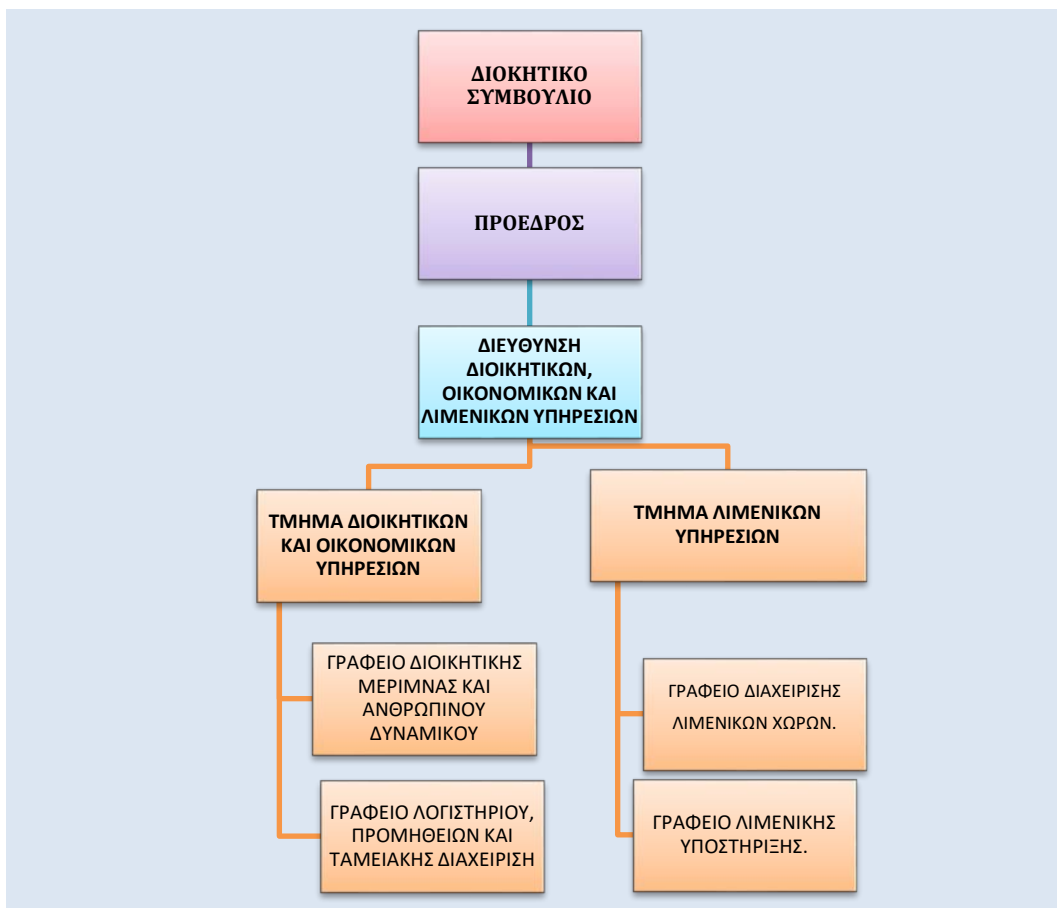 ΔΙΟΚΗΤΙΚΟ
ΣΥΜΒΟΥΛΙΟ
ΠΡΟΕΔΡΟΣ
ΔΙΕΥΘΥΝΣΗ
ΔΙΟΙΚΗΤΙΚΩΝ,
ΟΙΚΟΝΟΜΙΚΩΝ ΚΑΙ
ΛΙΜΕΝΙΚΩΝ ΥΠΗΡΕΣΙΩΝ
ΤΜΗΜΑ ΔΙΟΙΚΗΤΙΚΩΝ
ΚΑΙ ΟΙΚΟΝΟΜΙΚΩΝ
ΥΠΗΡΕΣΙΩΝ
ΓΡΑΦΕΙΟ ΔΙΟΙΚΗΤΙΚΗΣ
ΜΕΡΙΜΝΑΣ ΚΑΙ
ΑΝΘΡΩΠΙΝΟΥ
ΔΥΝΑΜΙΚΟΥ
ΓΡΑΦΕΙΟ ΛΟΓΙΣΤΗΡΙΟΥ,
ΠΡΟΜΗΘΕΙΩΝ ΚΑΙ
ΤΑΜΕΙΑΚΗΣ ΔΙΑΧΕΙΡΙΣΗ
ΤΜΗΜΑ ΛΙΜΕΝΙΚΩΝ
ΥΠΗΡΕΣΙΩΝ
ΓΡΑΦΕΙΟ ΔΙΑΧΕΙΡΙΣΗΣ
ΛΙΜΕΝΙΚΩΝ ΧΩΡΩΝ.
ΓΡΑΦΕΙΟ ΛΙΜΕΝΙΚΗΣ
ΥΠΟΣΤΗΡΙΞΗΣ.